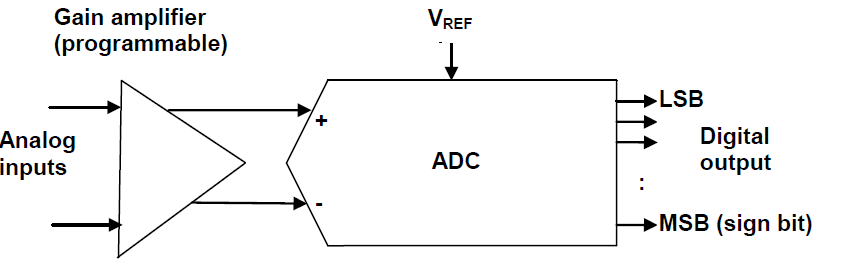 Gain amplifier
(programmable)
VREF
Analog
inputs
+
-
ADC
LSB
Digital
output
:
MSB (sign bit)